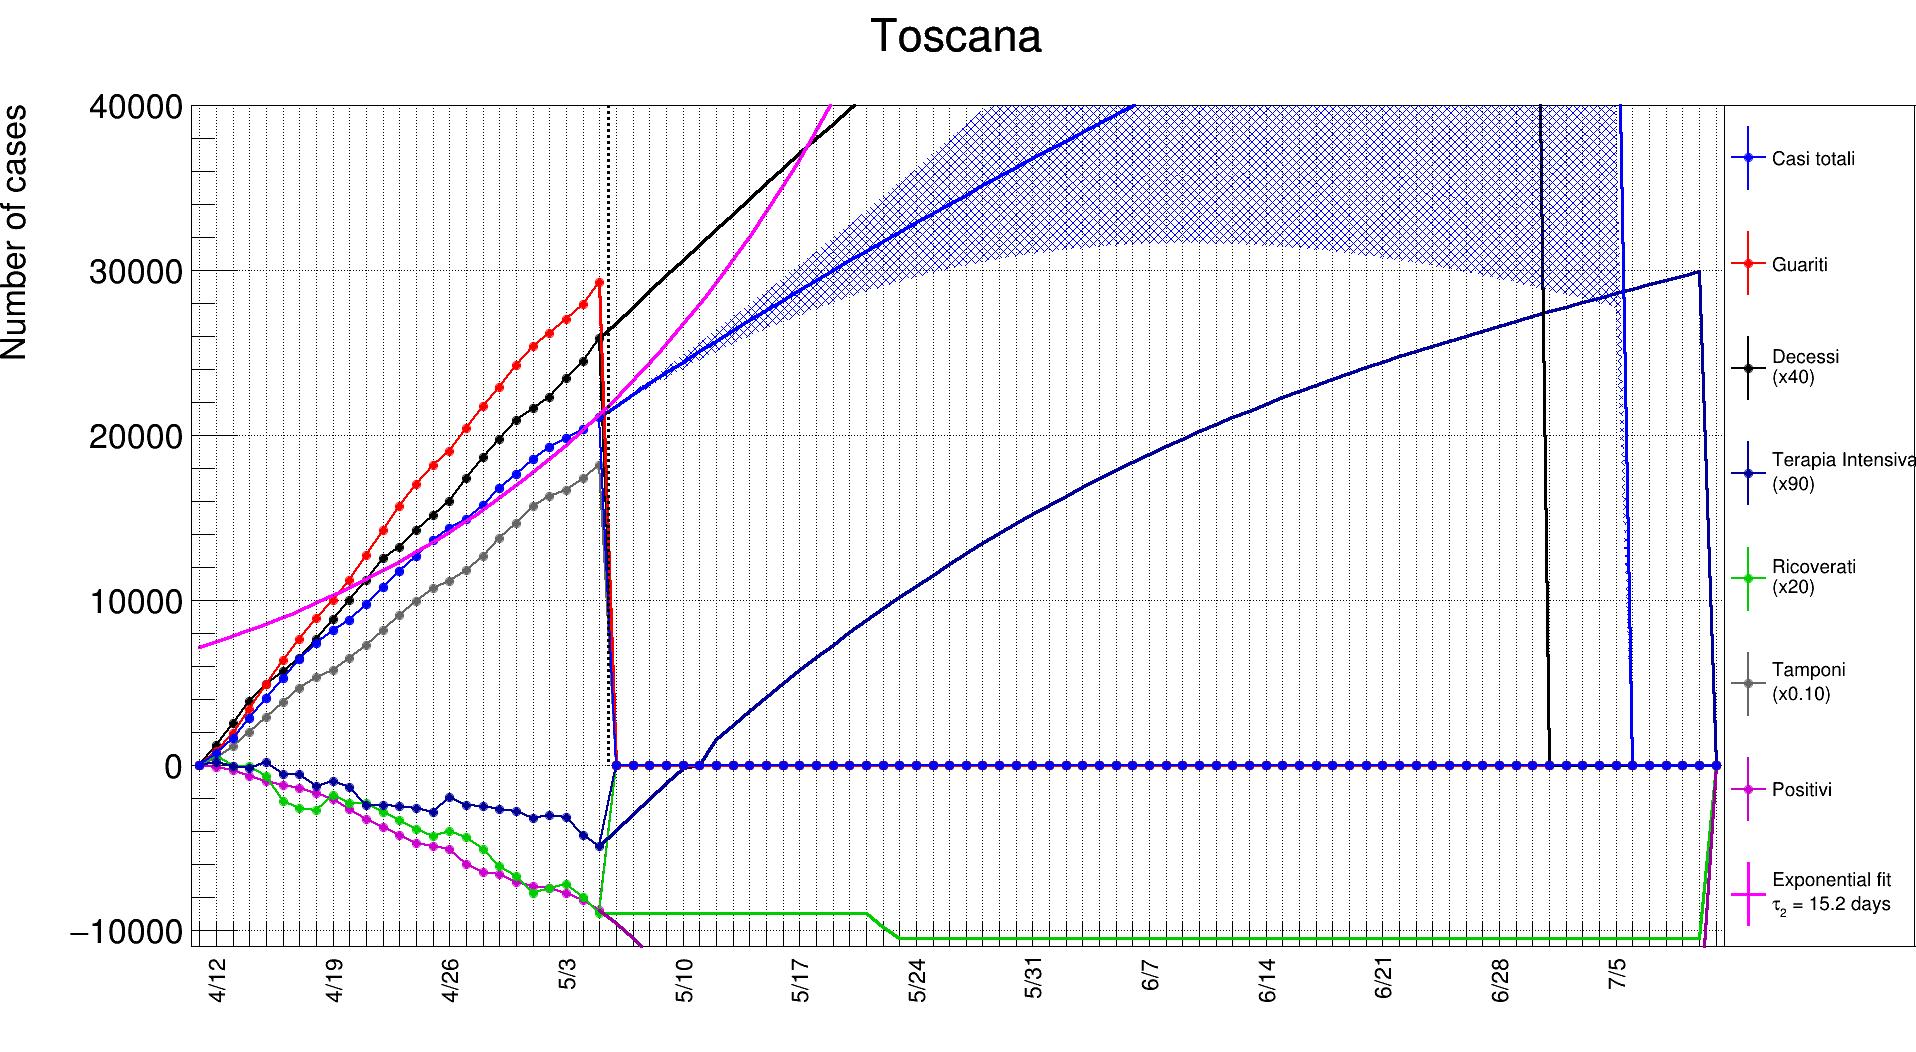 Toscana
Number of cases
40000
30000
20000
10000
0
−10000
4/12
4/19
4/26
5/3
5/10
5/17
5/24
5/31
6/7
6/14
6/21
6/28
7/5
Casi totali
Guariti
Decessi
(x40)
Terapia Intensiva
(x90)
Ricoverati
(x20)
Tamponi
(x0.10)
Positivi
Exponential fit
τ2 = 15.2 days